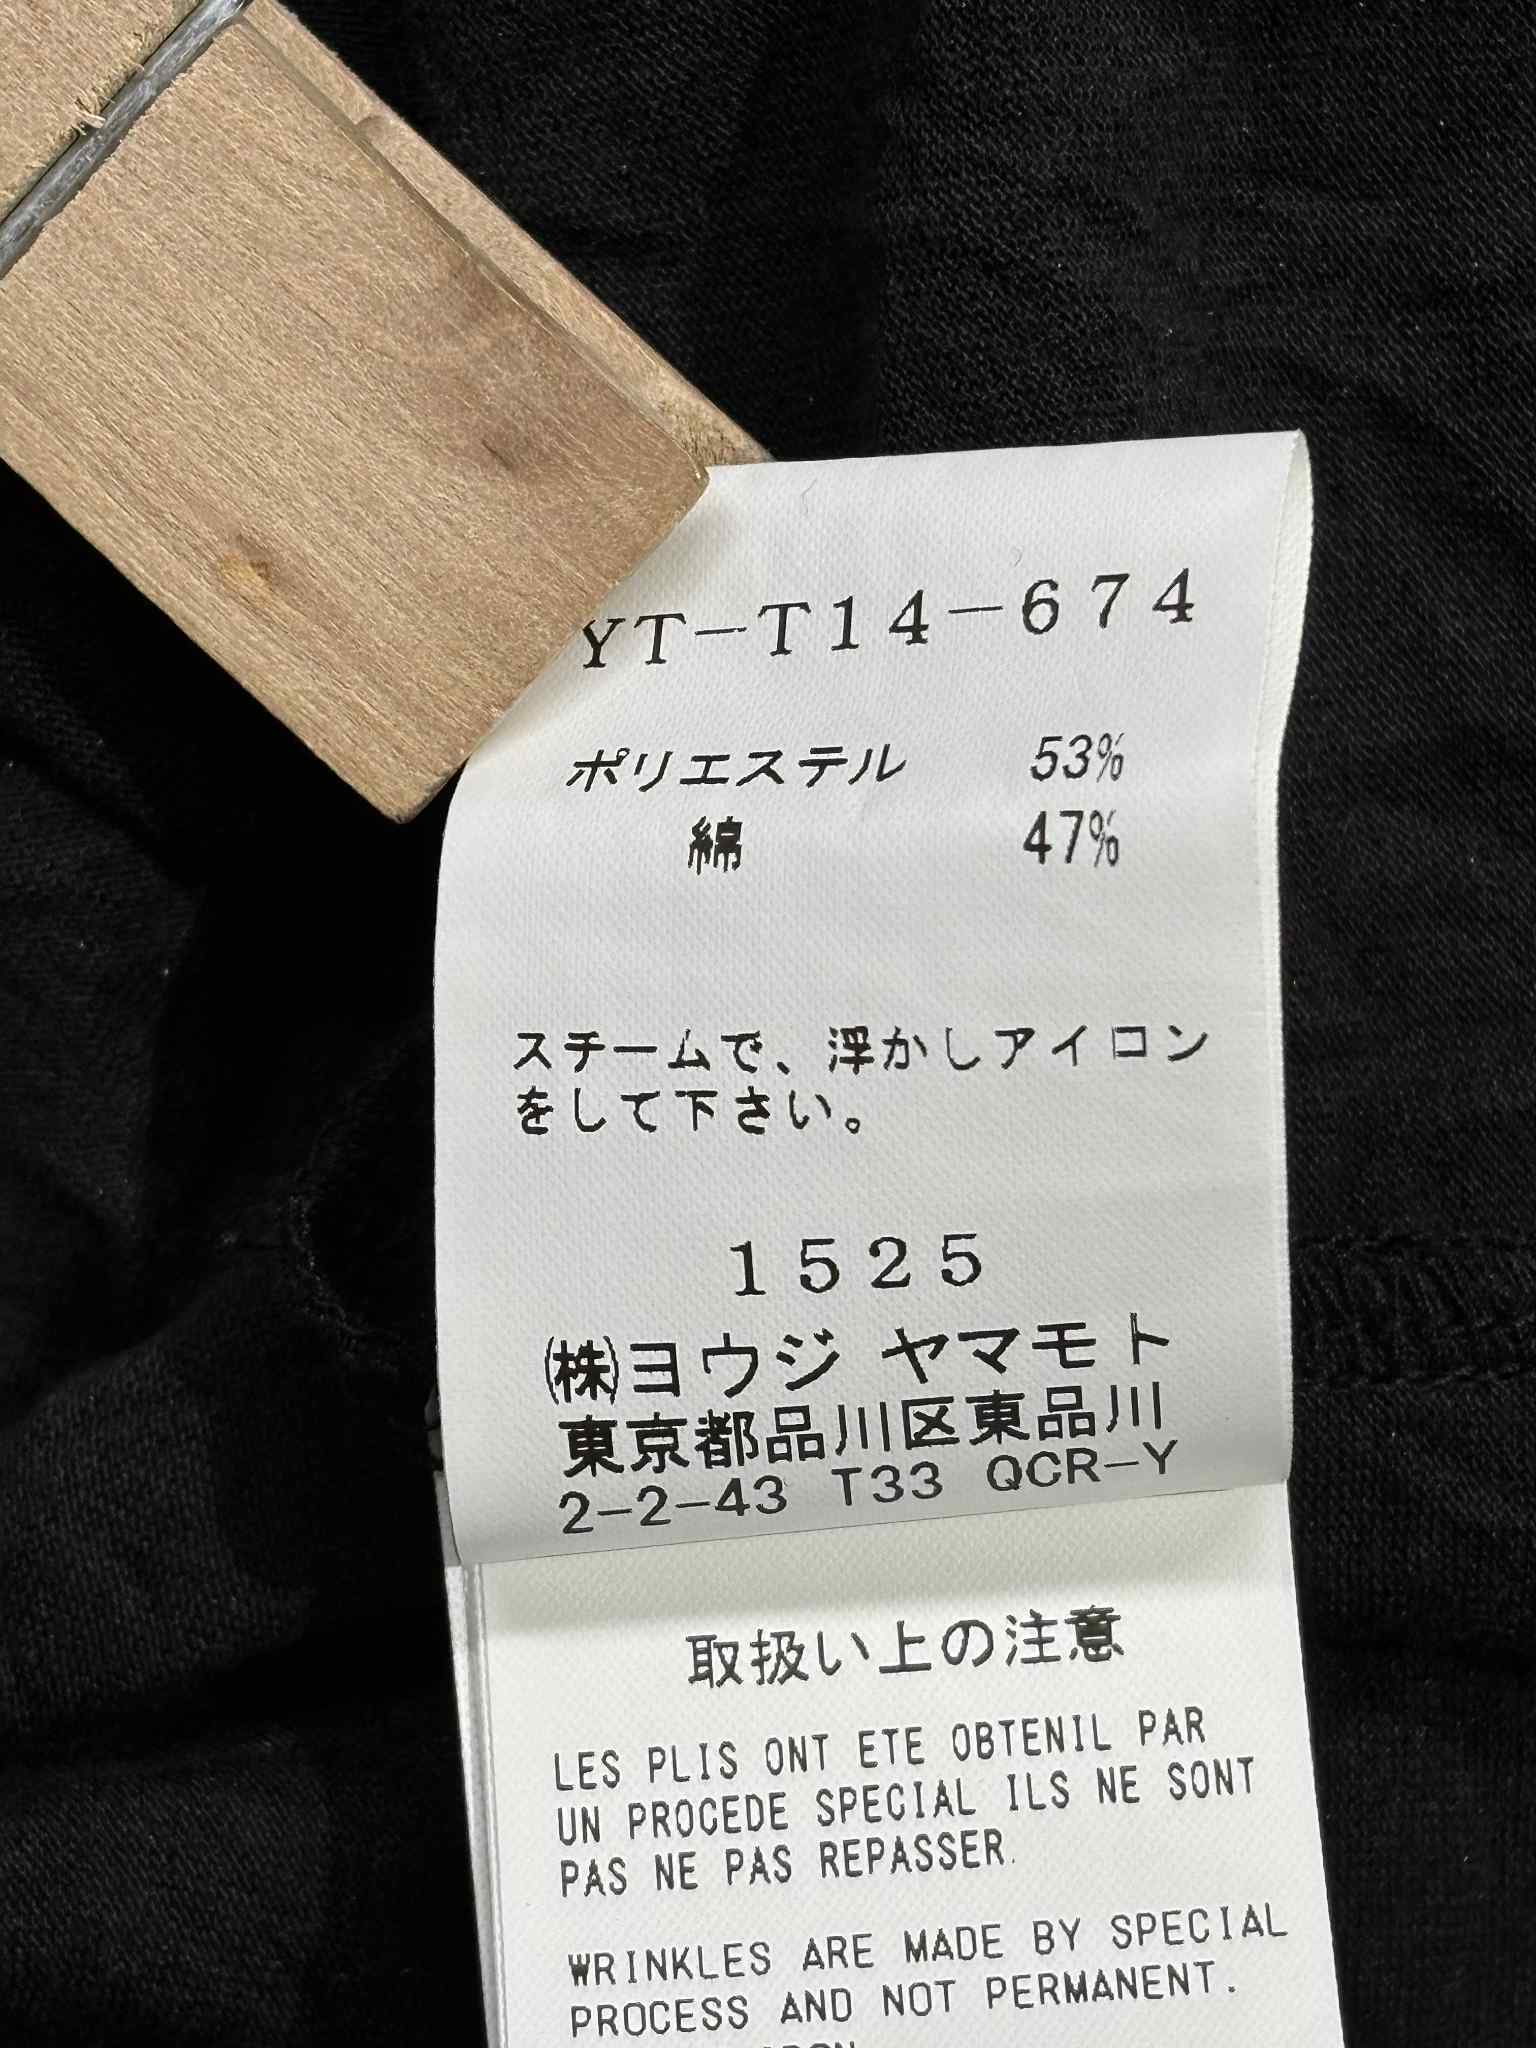 YT-T14-674
ポリエステル 53%
綿 47%
スチームで、浮かしアイロン
をして下さい。
1525
㈱ヨウジ ヤマモト
東京都品川区東品川
2-2-43 T33 QCR-Y
取扱い上の注意
LES PLIS ONT ETE OBTENIL PAR
UN PROCEDE SPECIAL ILS NE SONT
PAS NE PAS REPASSER.
WRINKLES ARE MADE BY SPECIAL
PROCESS AND NOT PERMANENT.